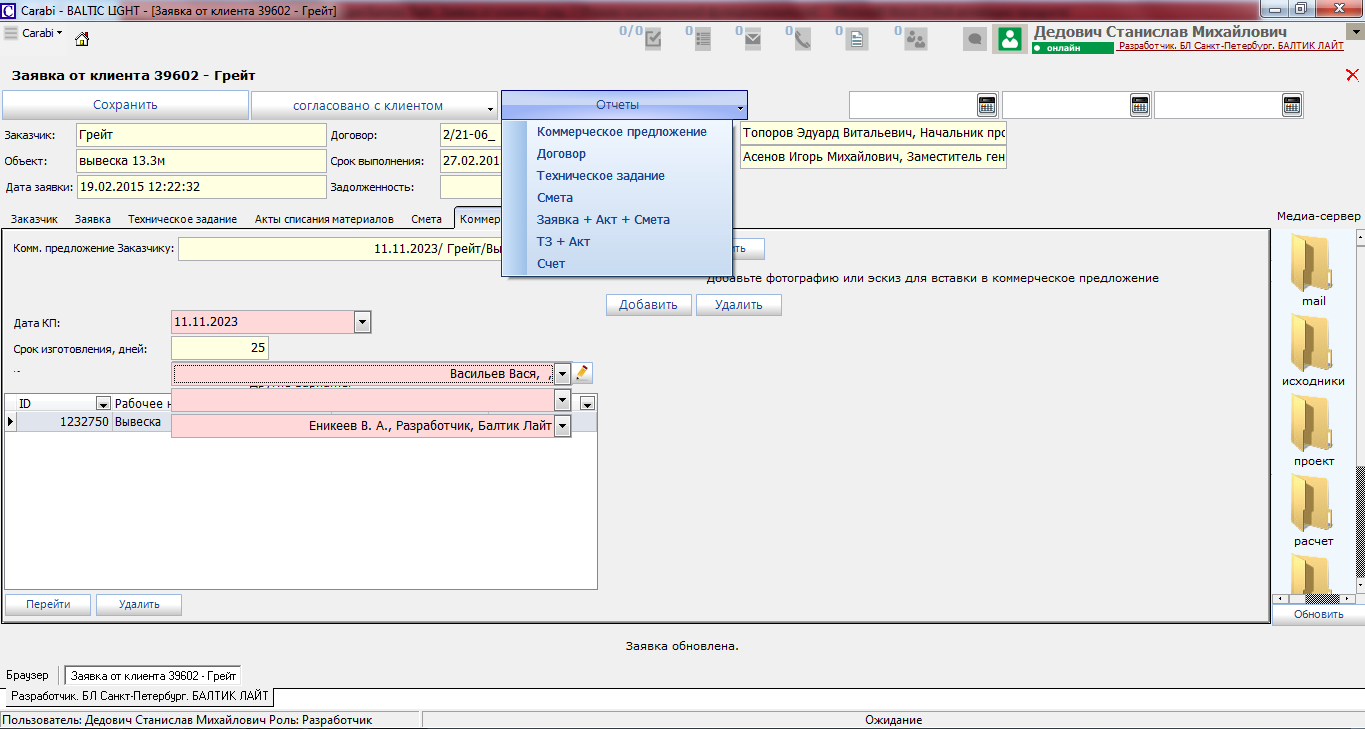 Carabi - BALTIC LIGHT - [Заявка от клиента 39602 - Грейт]
Carabi
0/0 0 0 0 0 0
Дедович Станислав Михайлович
онлайн Разработчик. БЛ Санкт-Петербург. БАЛТИК ЛАЙТ
Заявка от клиента 39602 - Грейт
Сохранить согласовано с клиентом Отчеты
Заказчик: Грейт Договор: 2/21-06_
Объект: вывеска 13.3м Срок выполнения: 27.02.201
Дата заявки: 19.02.2015 12:22:32 Задолженность:
Топоров Эдуард Витальевич, Начальник про
Асенов Игорь Михайлович, Заместитель ген
Коммерческое предложение
Договор
Техническое задание
Смета
Заявка + Акт + Смета
ТЗ + Акт
Счет
Заказчик Заявка Техническое задание Акты списания материалов Смета Коммер
Медиа-сервер
Комм. предложение Заказчику: 11.11.2023/ Грейт/Вы
ть
Добавьте фотографию или эскиз для вставки в коммерческое предложение
Добавить Удалить
Дата КП: 11.11.2023
Срок изготовления, дней: 25
Васильев Вася, ,
ID Рабочее н
1232750 Вывеска
Еникеев В. А., Разработчик, Балтик Лайт
Перейти Удалить
mail
исходники
проект
расчет
Обновить
Заявка обновлена.
Браузер Заявка от клиента 39602 - Грейт
Разработчик. БЛ Санкт-Петербург. БАЛТИК ЛАЙТ
Пользователь: Дедович Станислав Михайлович Роль: Разработчик Ожидание